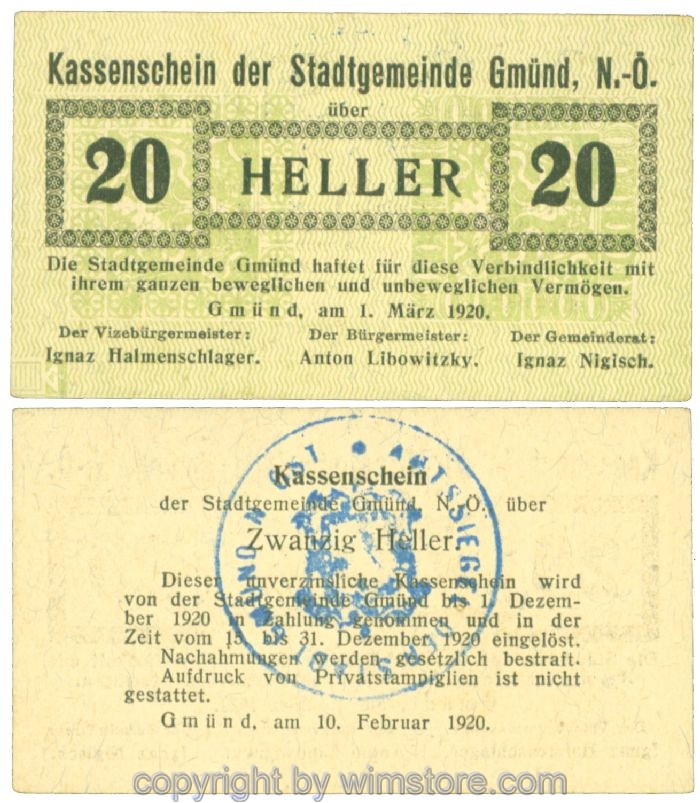 Kassenschein der Stadtgemeinde Gmünd, N.-Ö.
über
20 HELLER 20
Die Stadtgemeinde Gmünd haftet für diese Verbindlichkeit mit
ihrem ganzen beweglichen und unbeweglichen Vermögen.
Gmünd, am 1. März 1920.
Der Vizebürgermeister: Der Bürgermeister: Der Gemeinderat:
Ignaz Halmenschlager. Anton Libowitzky. Ignaz Nigisch.
Kassenschein
der Stadtgemeinde Gmünd, N.-Ö. über
Zwanzig Heller.
Dieser unverzinsliche Kassenschein wird
von der Stadtgemeinde Gmünd bis 1. Dezem-
ber 1920 in Zahlung genommen und in der
Zeit vom 15. bis 31. Dezember 1920 eingelöst.
Nachahmungen werden gesetzlich bestraft.
Aufdruck von Privatstampiglien ist nicht
gestattet.
Gmünd, am 10. Februar 1920.
AMTSSIEGEL
copyright by wimstore.com